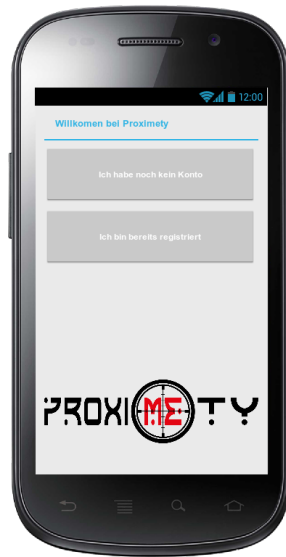 12:00
Willkomen bei Proximety
Ich habe noch kein Konto
Ich bin bereits registriert
PROXIMETY